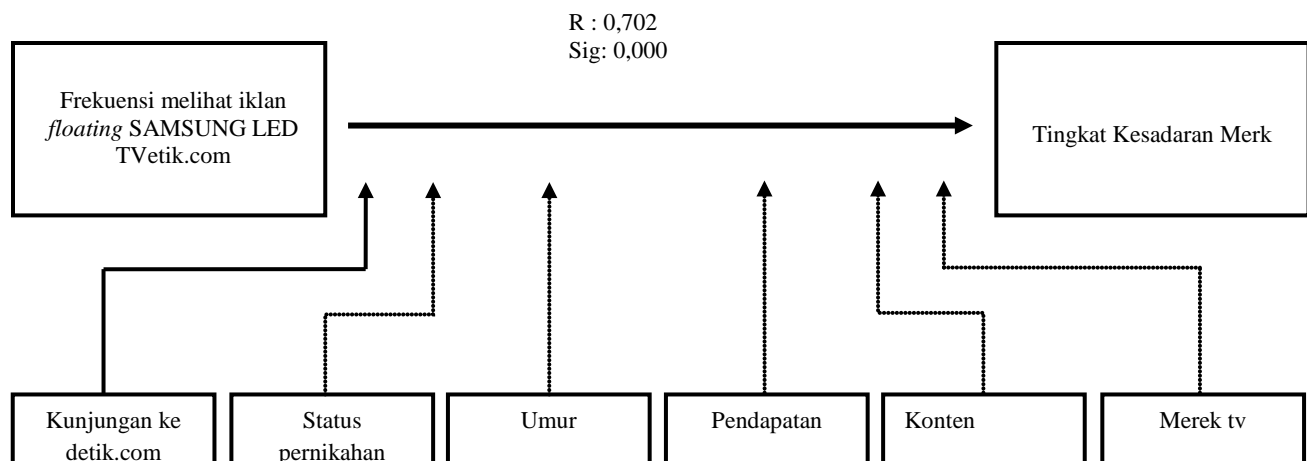 R : 0,702
Sig: 0,000
Frekuensi melihat iklan
floating SAMSUNG LED
TVetik.com
Tingkat Kesadaran Merk
Kunjungan ke
detik.com
Status
pernikahan
Umur
Pendapatan
Konten
Merek tv